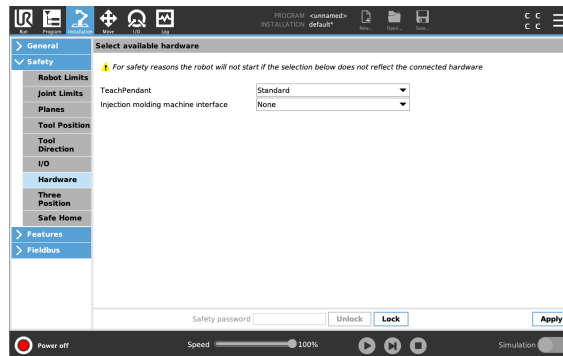 UR
PROGRAM <unnamed>
INSTALLATION default*
C C
C C
Run Program Installation Move I/O Log New... Open... Save...
General
Select available hardware
Safety
For safety reasons the robot will not start if the selection below does not reflect the connected hardware
Robot Limits
TeachPendant Standard
Joint Limits
Injection molding machine interface None
Planes
Tool Position
Tool
Direction
I/O
Hardware
Three
Position
Safe Home
Features
Fieldbus
Safety password Unlock Lock Apply
Power off Speed 100% Simulation